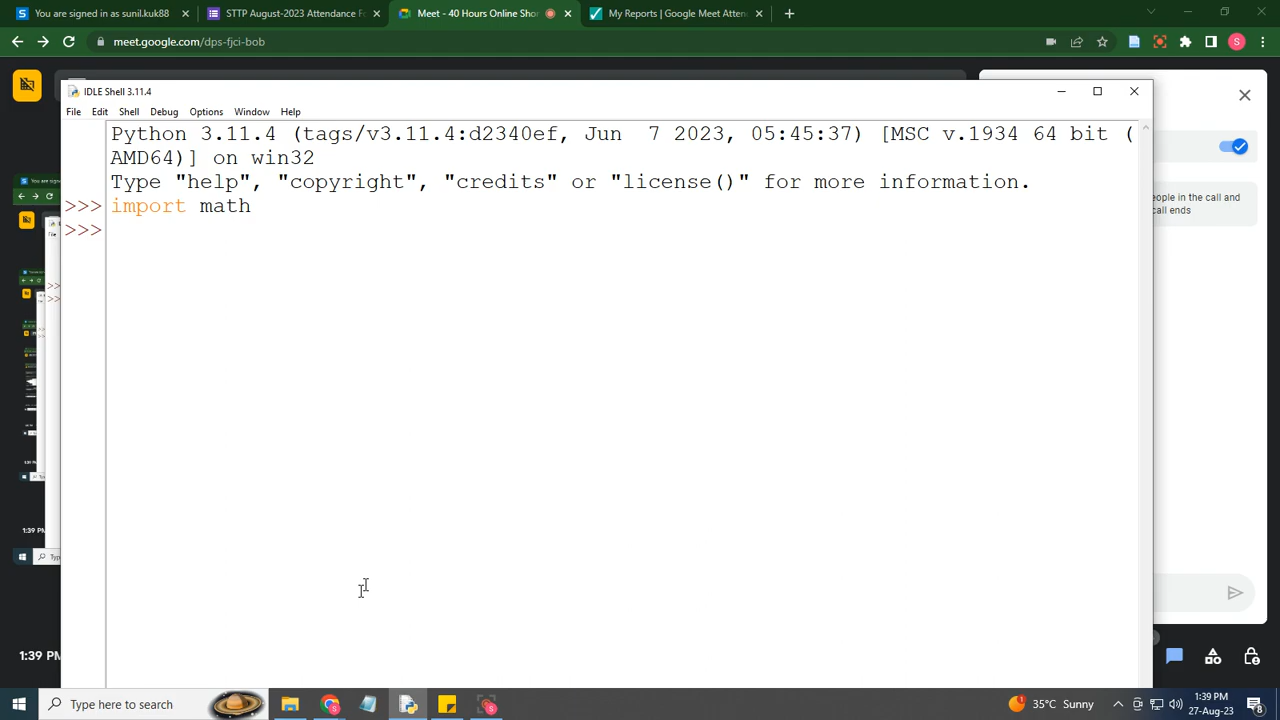 You are signed in as sunil.kuk88
STTP August-2023 Attendance Fo
Meet - 40 Hours Online Shor
My Reports | Google Meet Atten
meet.google.com/dps-fjci-bob
IDLE Shell 3.11.4
File Edit Shell Debug Options Window Help
Python 3.11.4 (tags/v3.11.4:d2340ef, Jun 7 2023, 05:45:37) [MSC v.1934 64 bit (
AMD64)] on win32
Type "help", "copyright", "credits" or "license()" for more information.
>>> import math
>>>
eople in the call and
call ends
1:39 PM
Type here to search
35°C Sunny
1:39 PM
27-Aug-23
8